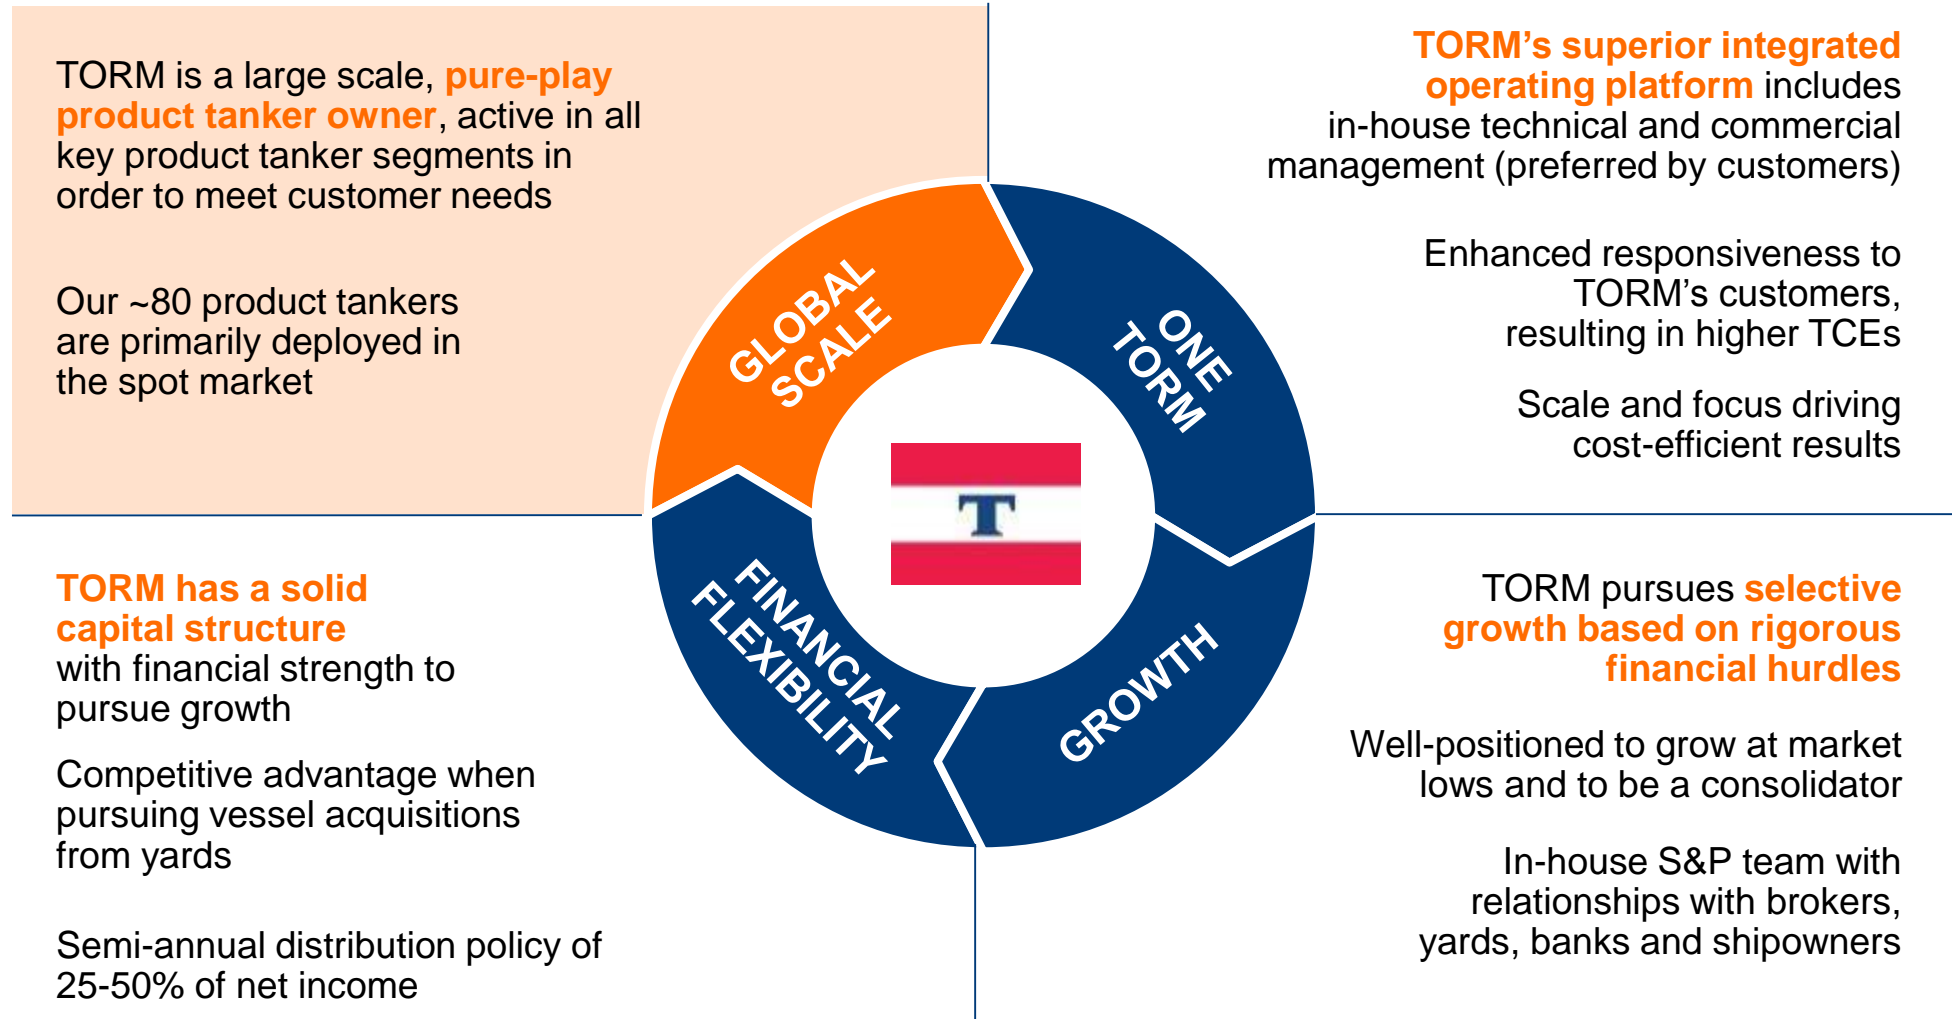 TORM is a large scale, pure-play
product tanker owner, active in all
key product tanker segments in
order to meet customer needs
Our ~80 product tankers
are primarily deployed in
the spot market
TORM’s superior integrated
operating platform includes
in-house technical and commercial
management (preferred by customers)
Enhanced responsiveness to
TORM’s customers,
resulting in higher TCEs
Scale and focus driving
cost-efficient results
GLOBAL
SCALE
ONE
TORM
T
FINANCIAL
FLEXIBILITY
GROWTH
TORM has a solid
capital structure
with financial strength to
pursue growth
Competitive advantage when
pursuing vessel acquisitions
from yards
Semi-annual distribution policy of
25-50% of net income
TORM pursues selective
growth based on rigorous
financial hurdles
Well-positioned to grow at market
lows and to be a consolidator
In-house S&P team with
relationships with brokers,
yards, banks and shipowners